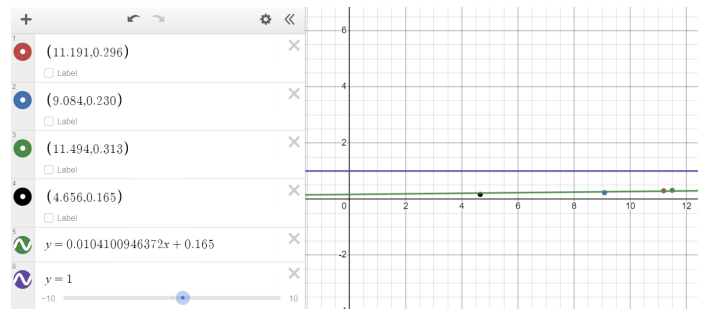 1
(11.191,0.296)
Label
2
(9.084,0.230)
Label
3
(11.494,0.313)
Label
4
(4.656,0.165)
Label
5
y = 0.0104100946372x + 0.165
6
y = 1
-10
10
6
4
2
0 2 4 6 8 10 12
-2